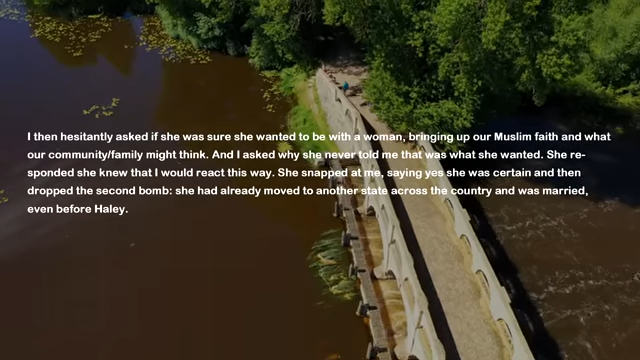 I then hesitantly asked if she was sure she wanted to be with a woman, bringing up our Muslim faith and what
our community/family might think. And I asked why she never told me that was what she wanted. She re-
sponded she knew that I would react this way. She snapped at me, saying yes she was certain and then
dropped the second bomb: she had already moved to another state across the country and was married,
even before Haley.